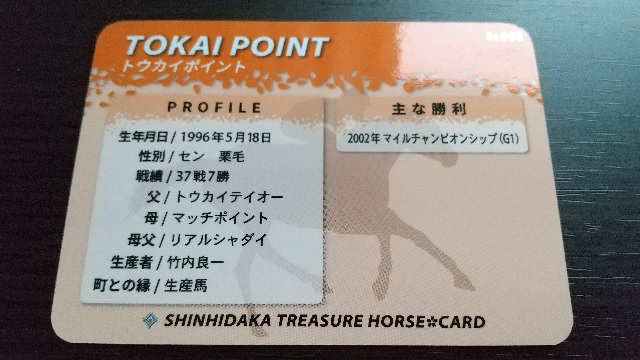 TOKAI POINT
トウカイポイント
PROFILE
生年月日 / 1996年5月18日
性別 / セン 栗毛
戦績 / 37戦7勝
父 / トウカイテイオー
母 / マッチポイント
母父 / リアルシャダイ
生産者 / 竹内良一
町との縁 / 生産馬
主な勝利
2002年 マイルチャンピオンシップ(G1)
SHINHIDAKA TREASURE HORSE✿CARD